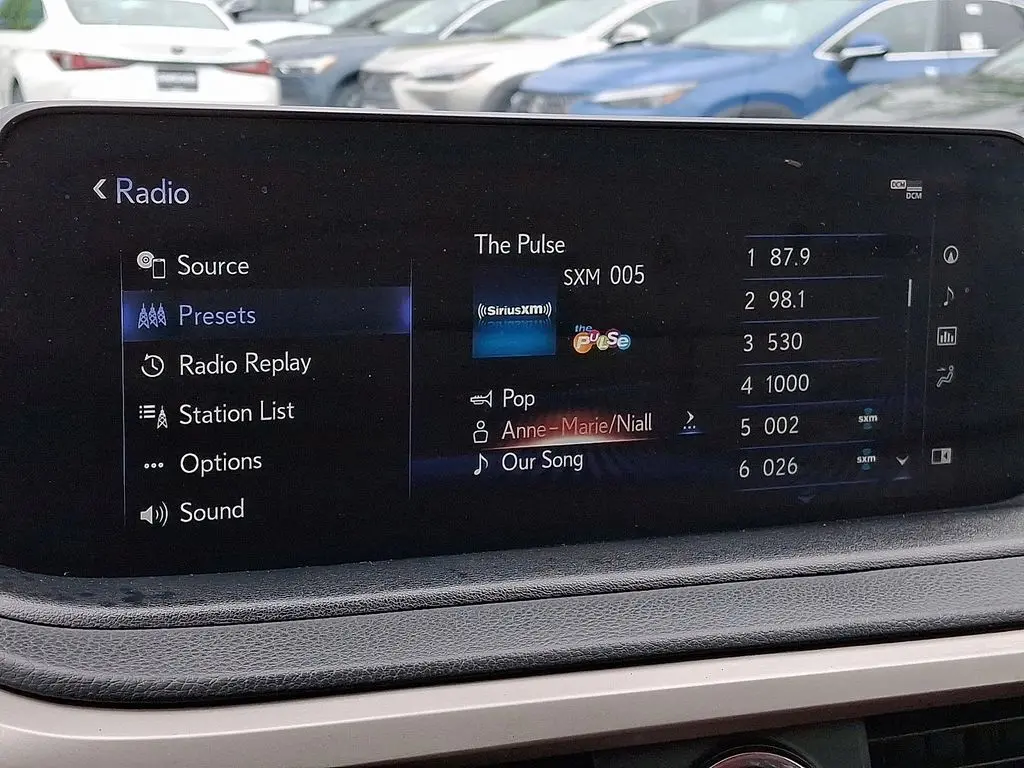 Radio
DCM
DCM
Source
Presets
Radio Replay
Station List
Options
Sound
The Pulse
SXM 005
((SiriusXM))
the PULSE
Pop
Anne-Marie/Niall
Our Song
1 87.9
2 98.1
3 530
4 1000
5 002 sxm
6 026 sxm